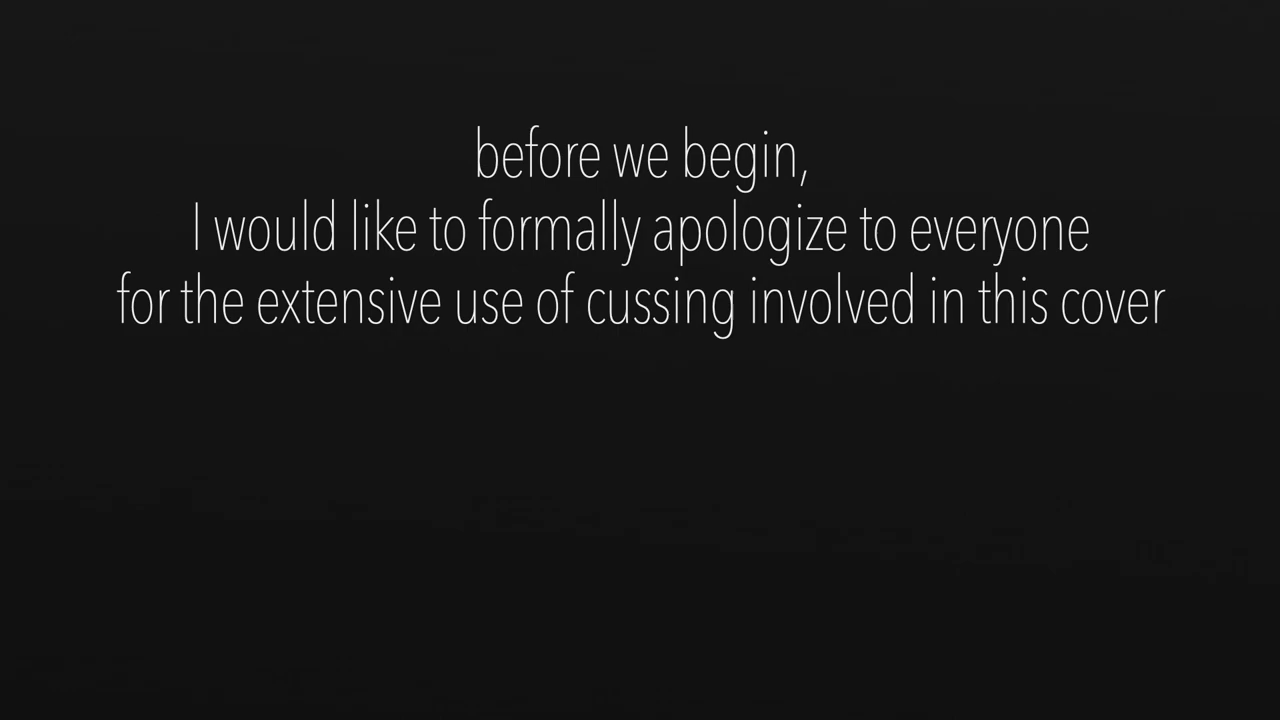 before we begin,
I would like to formally apologize to everyone
for the extensive use of cussing involved in this cover